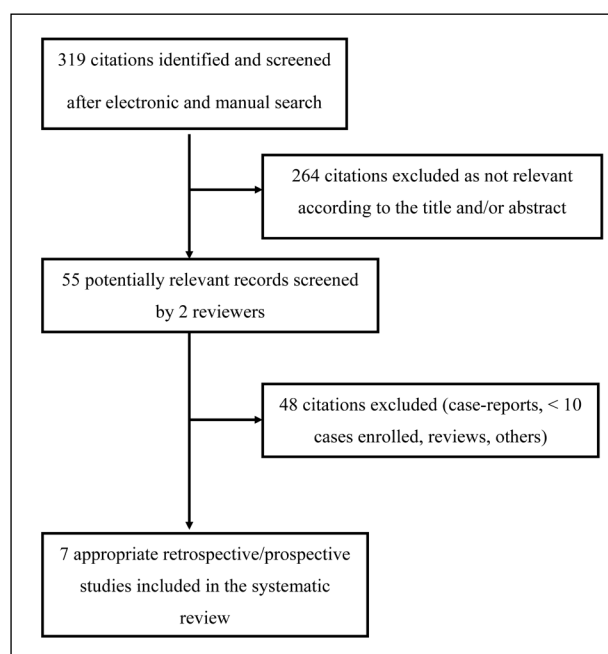 319 citations identified and screened
after electronic and manual search
264 citations excluded as not relevant
according to the title and/or abstract
55 potentially relevant records screened
by 2 reviewers
48 citations excluded (case-reports, < 10
cases enrolled, reviews, others)
7 appropriate retrospective/prospective
studies included in the systematic
review